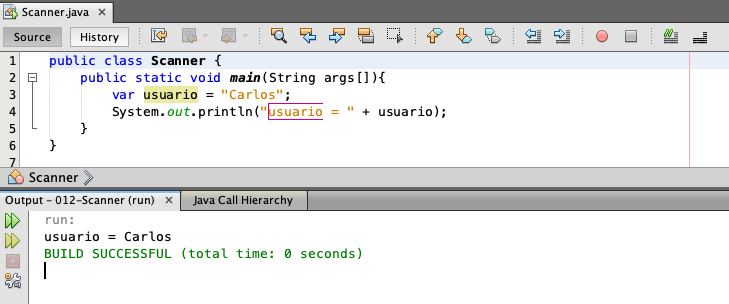 Scanner.java ×
Source History
1 public class Scanner {
2 public static void main(String args[]){
3 var usuario = "Carlos";
4 System.out.println("usuario = " + usuario);
5 }
6 }
7
Scanner
Output - 012-Scanner (run) × Java Call Hierarchy
run:
usuario = Carlos
BUILD SUCCESSFUL (total time: 0 seconds)